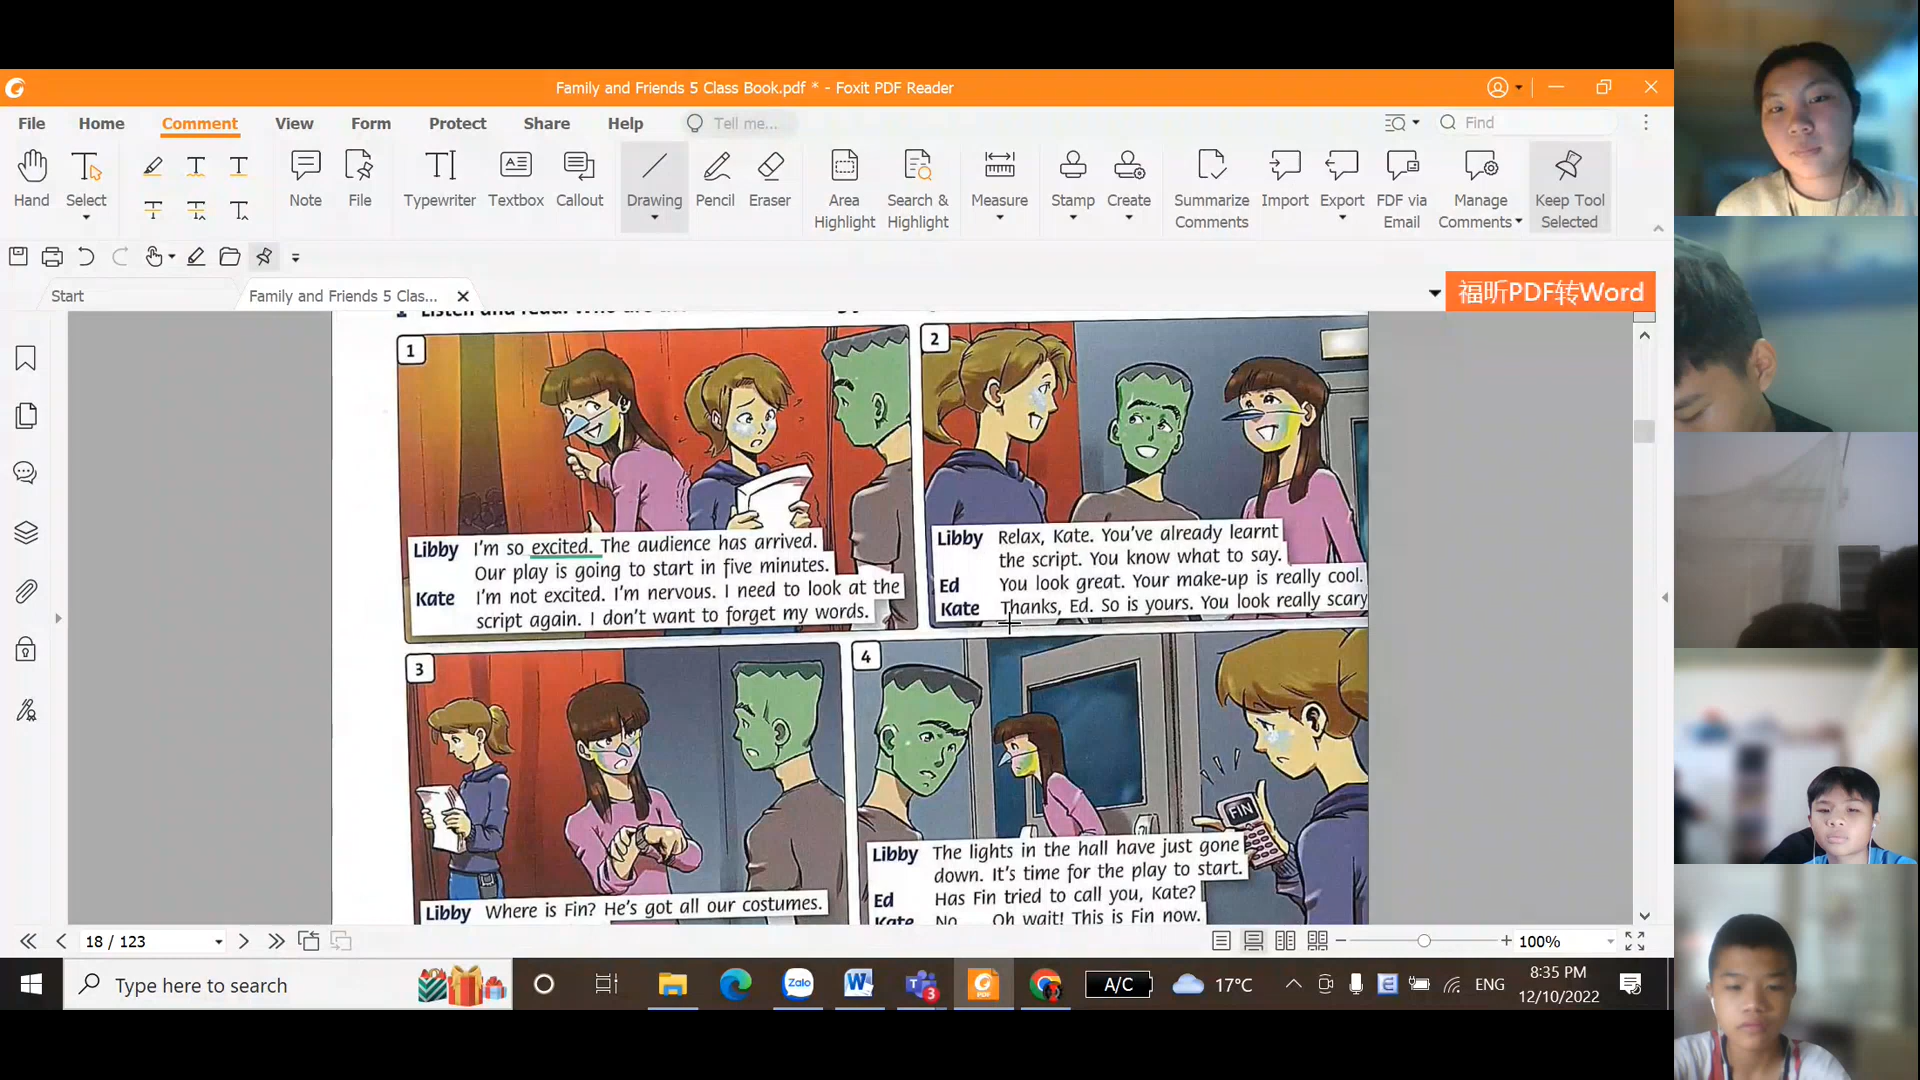 Family and Friends 5 Class Book.pdf * - Foxit PDF Reader
File Home Comment View Form Protect Share Help Tell me... Find
Hand Select Note File Typewriter Textbox Callout Drawing Pencil Eraser Area Highlight Search & Highlight Measure Stamp Create Summarize Comments Import Export FDF via Email Manage Comments Keep Tool Selected
Start Family and Friends 5 Clas... 福昕PDF转Word
1
Libby I'm so excited. The audience has arrived.
Our play is going to start in five minutes.
Kate I'm not excited. I'm nervous. I need to look at the
script again. I don't want to forget my words.
2
Libby Relax, Kate. You've already learnt
the script. You know what to say.
Ed You look great. Your make-up is really cool.
Kate Thanks, Ed. So is yours. You look really scary
3
Libby Where is Fin? He's got all our costumes.
4
FIN
Libby The lights in the hall have just gone
down. It's time for the play to start.
Ed Has Fin tried to call you, Kate?
Kate No ... Oh wait! This is Fin now.
18 / 123 100%
Type here to search Zalo 3 A/C 17°C ENG 8:35 PM
12/10/2022